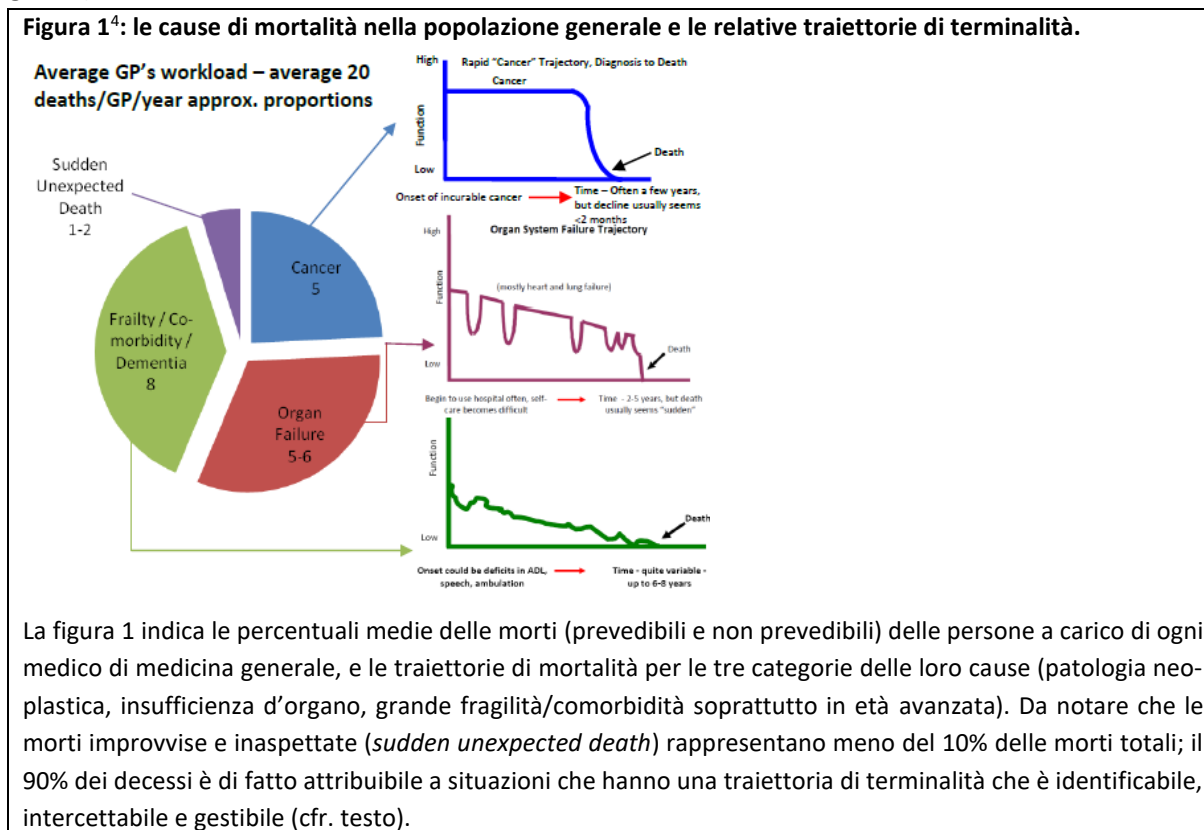 Figura 1⁴: le cause di mortalità nella popolazione generale e le relative traiettorie di terminalità.
Average GP's workload – average 20
deaths/GP/year approx. proportions
Sudden
Unexpected
Death
1-2
Cancer
5
Frailty / Co-
morbidity /
Dementia
8
Organ
Failure
5-6
High
Rapid "Cancer" Trajectory, Diagnosis to Death
Cancer
Function
Death
Low
Onset of incurable cancer
Time – Often a few years,
but decline usually seems
<2 months
Organ System Failure Trajectory
High
(mostly heart and lung failure)
Function
Death
Low
Begin to use hospital often, self-
care becomes difficult
Time - 2-5 years, but death
usually seems "sudden"
Function
Death
Low
Onset could be deficits in ADL,
speech, ambulation
Time - quite variable -
up to 6-8 years
La figura 1 indica le percentuali medie delle morti (prevedibili e non prevedibili) delle persone a carico di ogni
medico di medicina generale, e le traiettorie di mortalità per le tre categorie delle loro cause (patologia neo-
plastica, insufficienza d'organo, grande fragilità/comorbidità soprattutto in età avanzata). Da notare che le
morti improvvise e inaspettate (sudden unexpected death) rappresentano meno del 10% delle morti totali; il
90% dei decessi è di fatto attribuibile a situazioni che hanno una traiettoria di terminalità che è identificabile,
intercettabile e gestibile (cfr. testo).